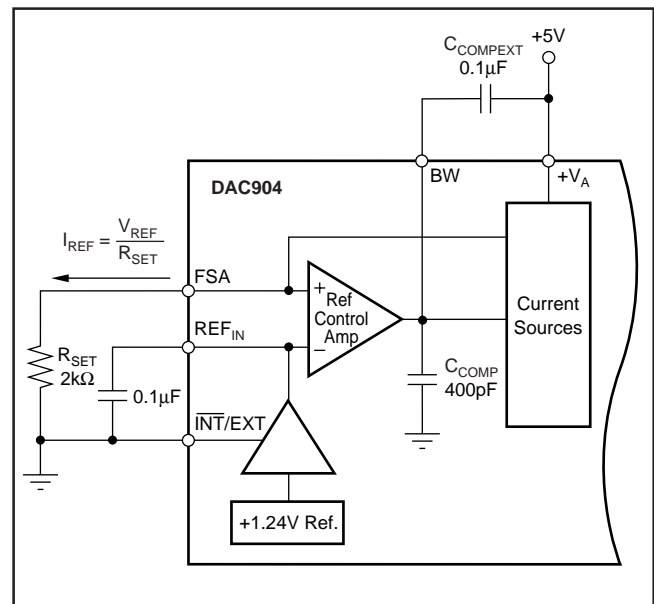 +5V
C_COMPEXT
0.1µF
DAC904
BW
+V_A
I_REF = V_REF / R_SET
FSA
+
Ref
Control
Amp
–
Current
Sources
REF_IN
R_SET
2kΩ
0.1µF
C_COMP
400pF
I̅N̅T̅/EXT
+1.24V Ref.